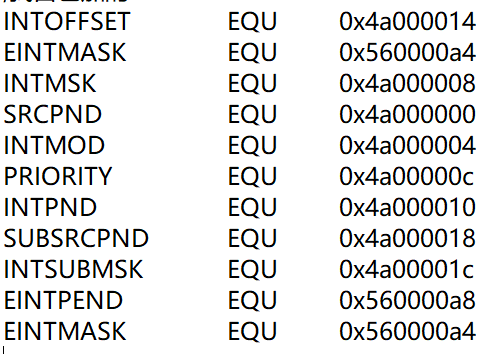 INTOFFSET EQU 0x4a000014
EINTMASK EQU 0x560000a4
INTMSK EQU 0x4a000008
SRCPND EQU 0x4a000000
INTMOD EQU 0x4a000004
PRIORITY EQU 0x4a00000c
INTPND EQU 0x4a000010
SUBSRCPND EQU 0x4a000018
INTSUBMSK EQU 0x4a00001c
EINTPEND EQU 0x560000a8
EINTMASK EQU 0x560000a4